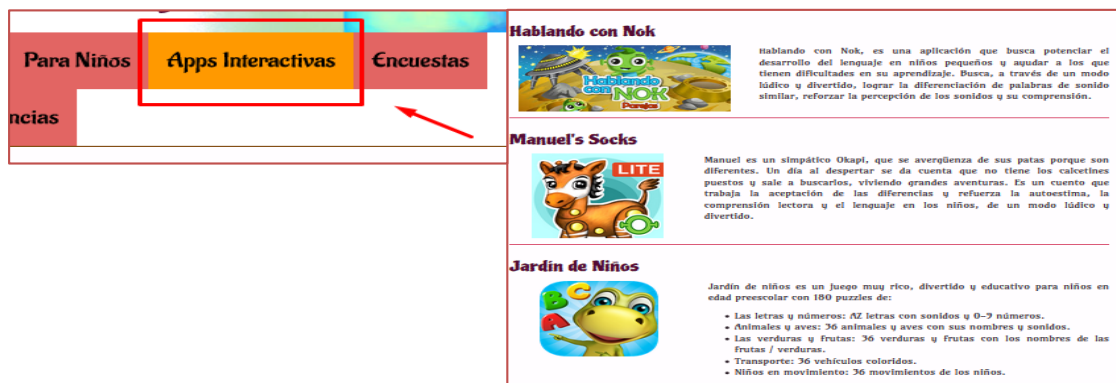 Para Niños
Apps Interactivas
Encuestas
ncias
Hablando con Nok
Hablando con NOK
Parejas
Hablando con Nok, es una aplicación que busca potenciar el
desarrollo del lenguaje en niños pequeños y ayudar a los que
tienen dificultades en su aprendizaje. Busca, a través de un modo
lúdico y divertido, lograr la diferenciación de palabras de sonido
similar, reforzar la percepción de los sonidos y su comprensión.
Manuel's Socks
LITE
Manuel es un simpático Okapi, que se avergüenza de sus patas porque son
diferentes. Un día al despertar se da cuenta que no tiene los calcetines
puestos y sale a buscarlos, viviendo grandes aventuras. Es un cuento que
trabaja la aceptación de las diferencias y refuerza la autoestima, la
comprensión lectora y el lenguaje en los niños, de un modo lúdico y
divertido.
Jardín de Niños
B C
A
Jardín de niños es un juego muy rico, divertido y educativo para niños en
edad preescolar con 180 puzzles de:
• Las letras y números: AZ letras con sonidos y 0-9 números.
• Animales y aves: 36 animales y aves con sus nombres y sonidos.
• Las verduras y frutas: 36 verduras y frutas con los nombres de las
frutas / verduras.
• Transporte: 36 vehículos coloridos.
• Niños en movimiento: 36 movimientos de los niños.